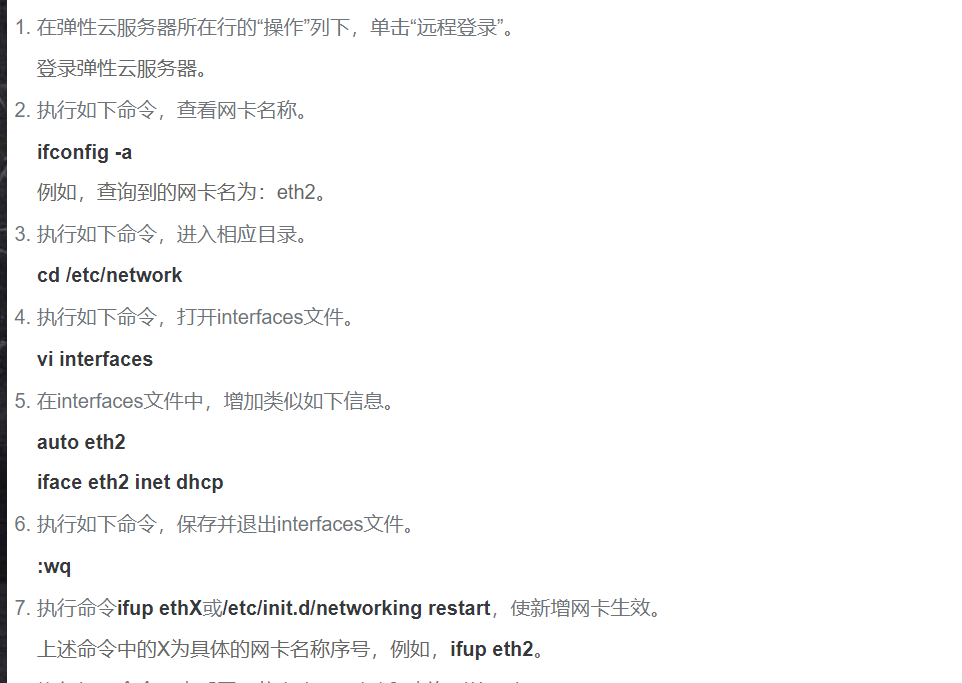 1. 在弹性云服务器所在行的“操作”列下，单击“远程登录”。
登录弹性云服务器。
2. 执行如下命令，查看网卡名称。
ifconfig -a
例如，查询到的网卡名为：eth2。
3. 执行如下命令，进入相应目录。
cd /etc/network
4. 执行如下命令，打开interfaces文件。
vi interfaces
5. 在interfaces文件中，增加类似如下信息。
auto eth2
iface eth2 inet dhcp
6. 执行如下命令，保存并退出interfaces文件。
:wq
7. 执行命令ifup ethX或/etc/init.d/networking restart，使新增网卡生效。
上述命令中的X为具体的网卡名称序号，例如，ifup eth2。